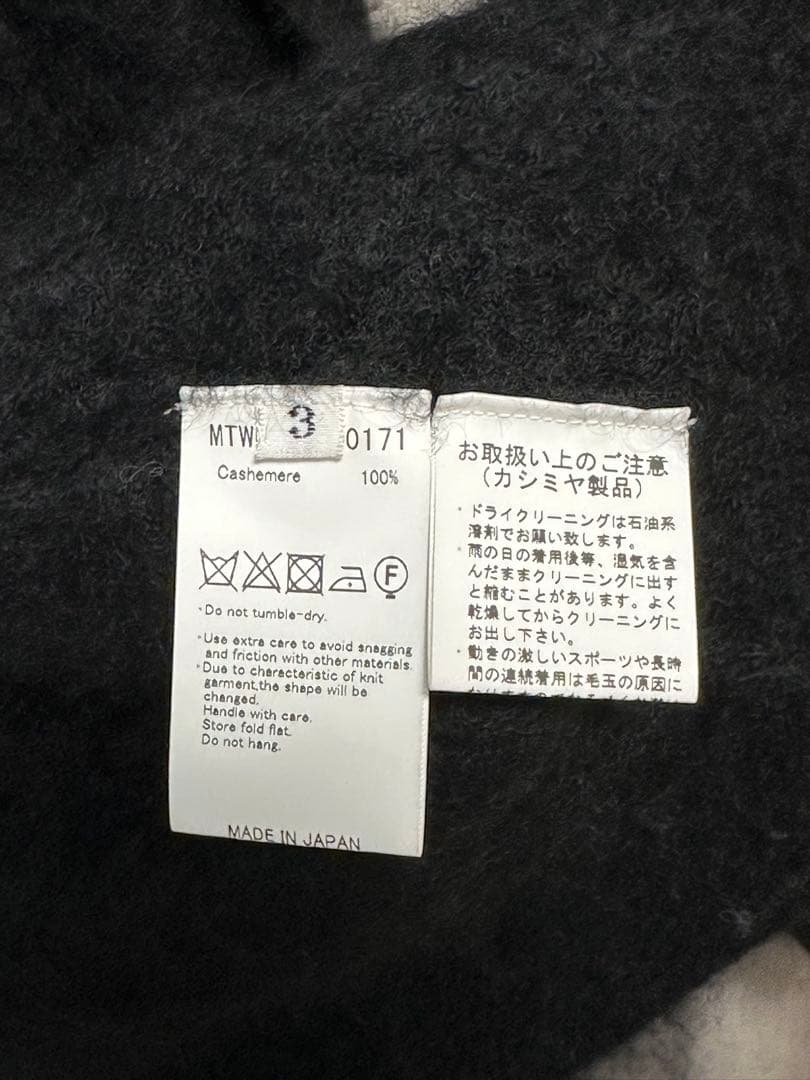 3
MTW 0171
Cashemere 100%
F
・Do not tumble-dry.
・Use extra care to avoid snagging
and friction with other materials.
・Due to characteristic of knit
garment,the shape will be
changed.
Handle with care.
Store fold flat.
Do not hang.
MADE IN JAPAN
お取扱い上のご注意
（カシミヤ製品）
・ドライクリーニングは石油系
溶剤でお願い致します。
・雨の日の着用後等、湿気を含
んだままクリーニングに出す
と縮むことがあります。よく
乾燥してからクリーニングに
お出し下さい。
・動きの激しいスポーツや長時
間の連続着用は毛玉の原因に